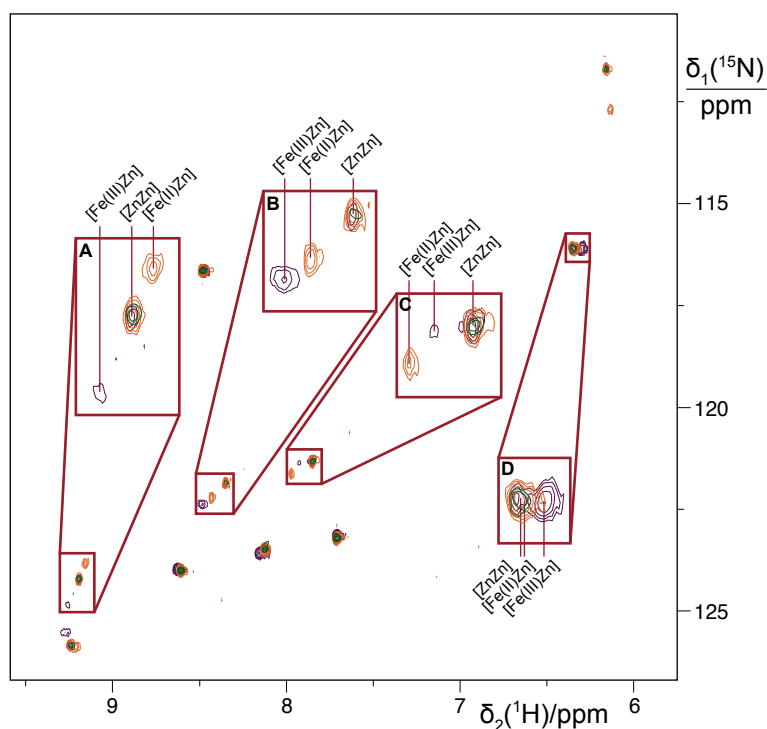 δ₁(¹⁵N)
ppm
[Fe(III)Zn]
[Fe(II)Zn]
[ZnZn]
B
[Fe(III)Zn]
[ZnZn]
[Fe(II)Zn]
A
[Fe(II)Zn]
[Fe(III)Zn]
[ZnZn]
C
D
[ZnZn]
[Fe(II)Zn]
[Fe(III)Zn]
115
120
125
9
8
7
6
δ₂(¹H)/ppm